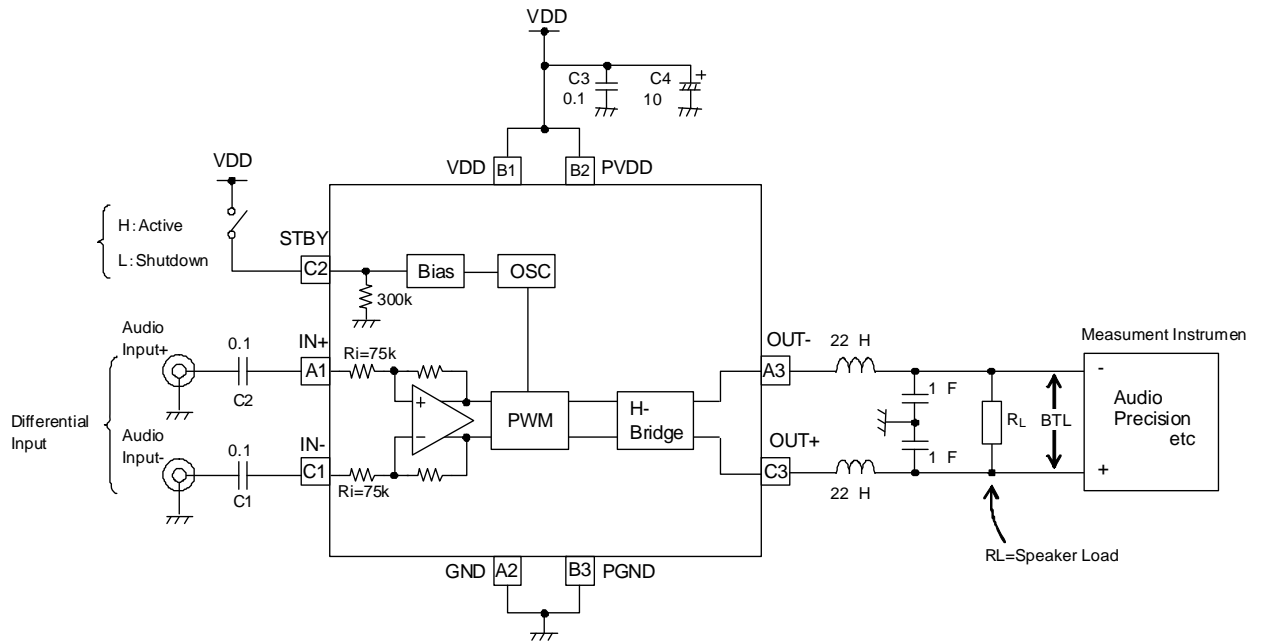 VDD
C3
0.1
C4
+
10
VDD
B1
B2
PVDD
VDD
H:Active
L:Shutdown
STBY
C2
Bias
OSC
300k
Audio
Input+
0.1
C2
IN+
A1
Ri=75k
+
-
PWM
H-
Bridge
OUT-
A3
22 H
1 F
1 F
RL
BTL
Measument Instrumen
-
Audio
Precision
etc
+
Differential
Input
Audio
Input-
0.1
C1
IN-
C1
Ri=75k
OUT+
C3
22 H
RL=Speaker Load
GND
A2
B3
PGND